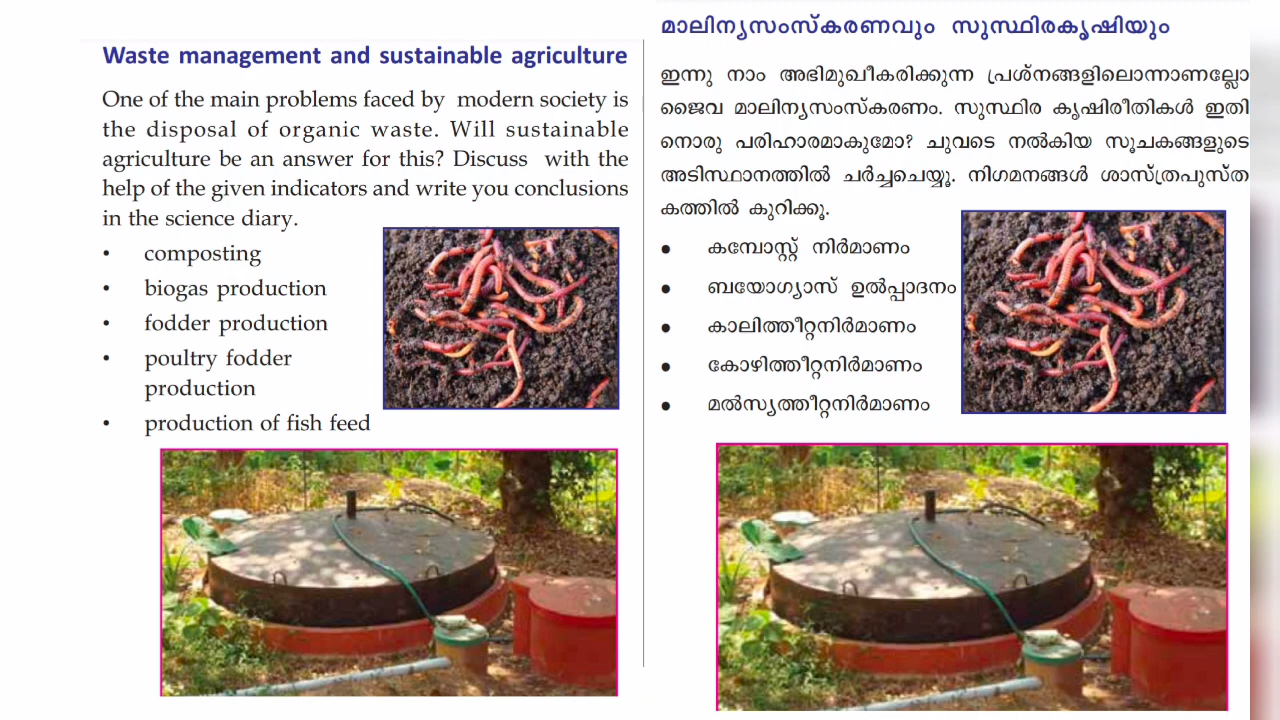 Waste management and sustainable agriculture
One of the main problems faced by modern society is
the disposal of organic waste. Will sustainable
agriculture be an answer for this? Discuss with the
help of the given indicators and write you conclusions
in the science diary.
• composting
• biogas production
• fodder production
• poultry fodder
production
• production of fish feed
മാലിന്യസംസ്കരണവും സുസ്ഥിരകൃഷിയും
ഇന്നു നാം അഭിമുഖീകരിക്കുന്ന പ്രശ്നങ്ങളിലൊന്നാണല്ലോ
ജൈവ മാലിന്യസംസ്കരണം. സുസ്ഥിര കൃഷിരീതികൾ ഇതി
നൊരു പരിഹാരമാകുമോ? ചുവടെ നൽകിയ സൂചകങ്ങളുടെ
അടിസ്ഥാനത്തിൽ ചർച്ചചെയ്യൂ. നിഗമനങ്ങൾ ശാസ്ത്രപുസ്ത
കത്തിൽ കുറിക്കൂ.
• കമ്പോസ്റ്റ് നിർമാണം
• ബയോഗ്യാസ് ഉൽപ്പാദനം
• കാലിത്തീറ്റനിർമാണം
• കോഴിത്തീറ്റനിർമാണം
• മൽസ്യത്തീറ്റനിർമാണം